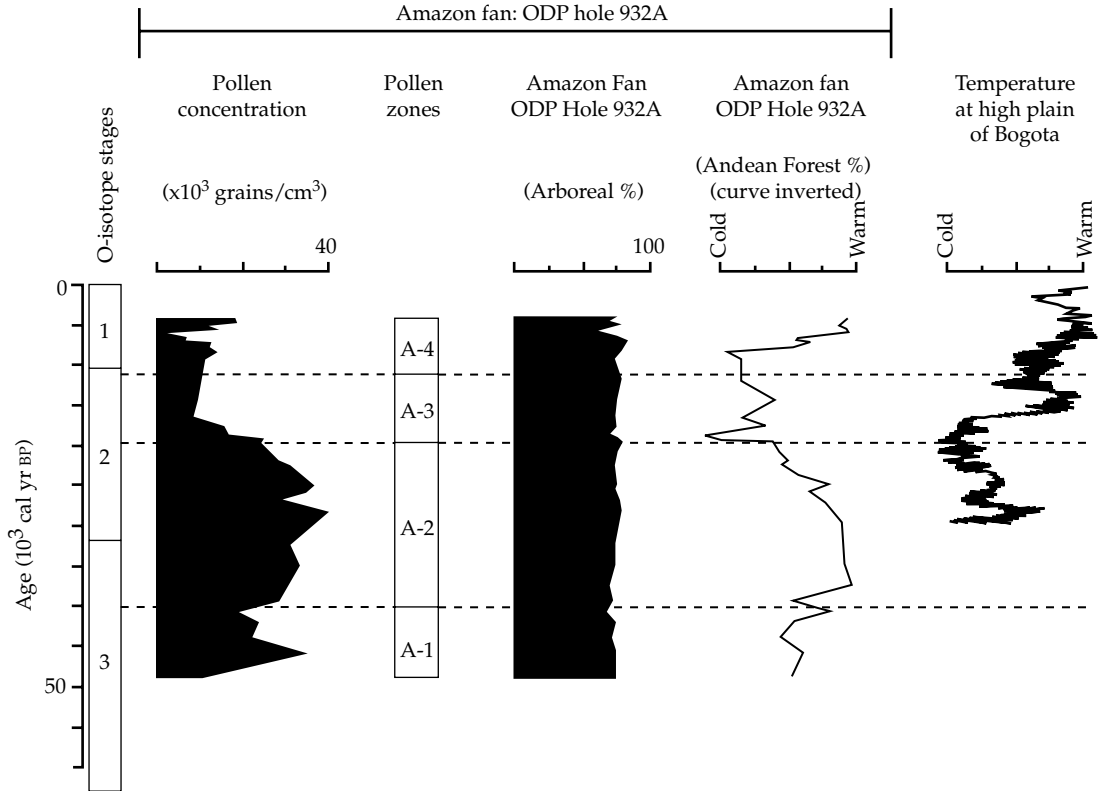 Amazon fan: ODP hole 932A
O-isotope stages
Pollen
concentration
(x10³ grains/cm³)
Pollen
zones
Amazon Fan
ODP Hole 932A
(Arboreal %)
Amazon fan
ODP Hole 932A
(Andean Forest %)
(curve inverted)
Temperature
at high plain
of Bogota
40
100
Cold
Warm
Cold
Warm
Age (10³ cal yr BP)
0
50
1
2
3
A-4
A-3
A-2
A-1